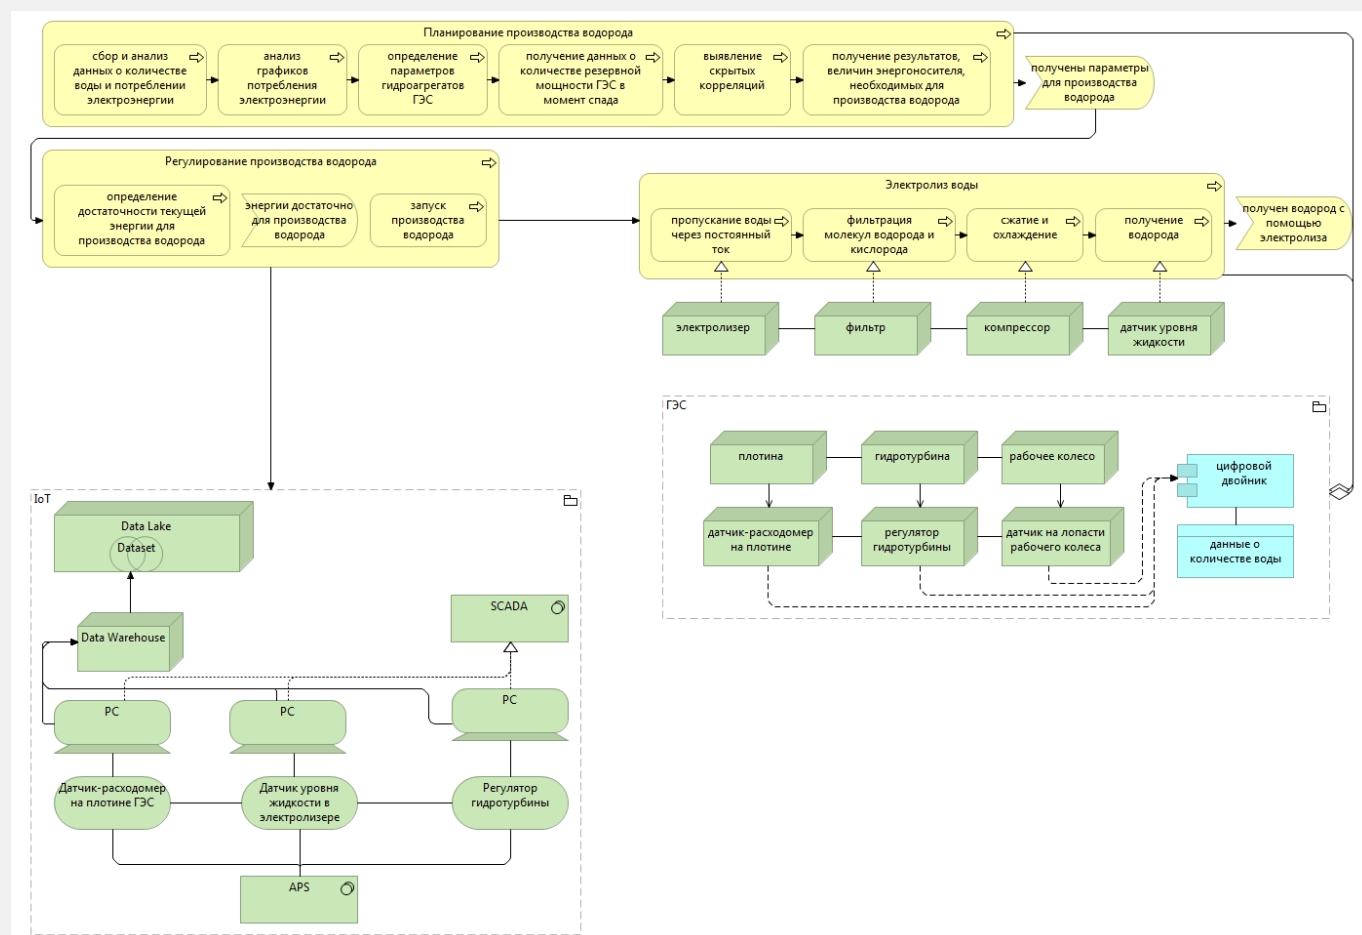 Планирование производства водорода
сбор и анализ
данных о количестве
воды и потреблении
электроэнергии
анализ
графиков
потребления
электроэнергии
определение
параметров
гидроагрегатов
ГЭС
получение данных о
количестве резервной
мощности ГЭС в
момент спада
выявление
скрытых
корреляций
получение результатов,
величин энергоносителя,
необходимых для
производства водорода
получены параметры
для производства
водорода
Регулирование производства водорода
определение
достаточности текущей
энергии для
производства водорода
энергии достаточно
для производства
водорода
запуск
производства
водорода
Электролиз воды
пропускание воды
через постоянный
ток
фильтрация
молекул водорода и
кислорода
сжатие и
охлаждение
получение
водорода
получен водород с
помощью
электролиза
электролизер
фильтр
компрессор
датчик уровня
жидкости
ГЭС
плотина
гидротурбина
рабочее колесо
цифровой
двойник
датчик-расходомер
на плотине
регулятор
гидротурбины
датчик на лопасти
рабочего колеса
данные о
количестве воды
IoT
Data Lake
Dataset
Data Warehouse
SCADA
PC
PC
PC
Датчик-расходомер
на плотине ГЭС
Датчик уровня
жидкости в
электролизере
Регулятор
гидротурбины
APS